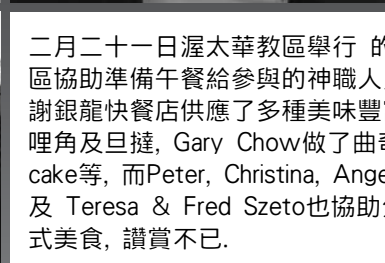 二月二十一日渥太華教區舉行 的
區協助準備午餐給參與的神職人
謝銀龍快餐店供應了多種美味豐
哩角及旦撻, Gary Chow做了曲奇
cake等, 而Peter, Christina, Ange
及 Teresa & Fred Szeto也協助
式美食, 讚賞不已.